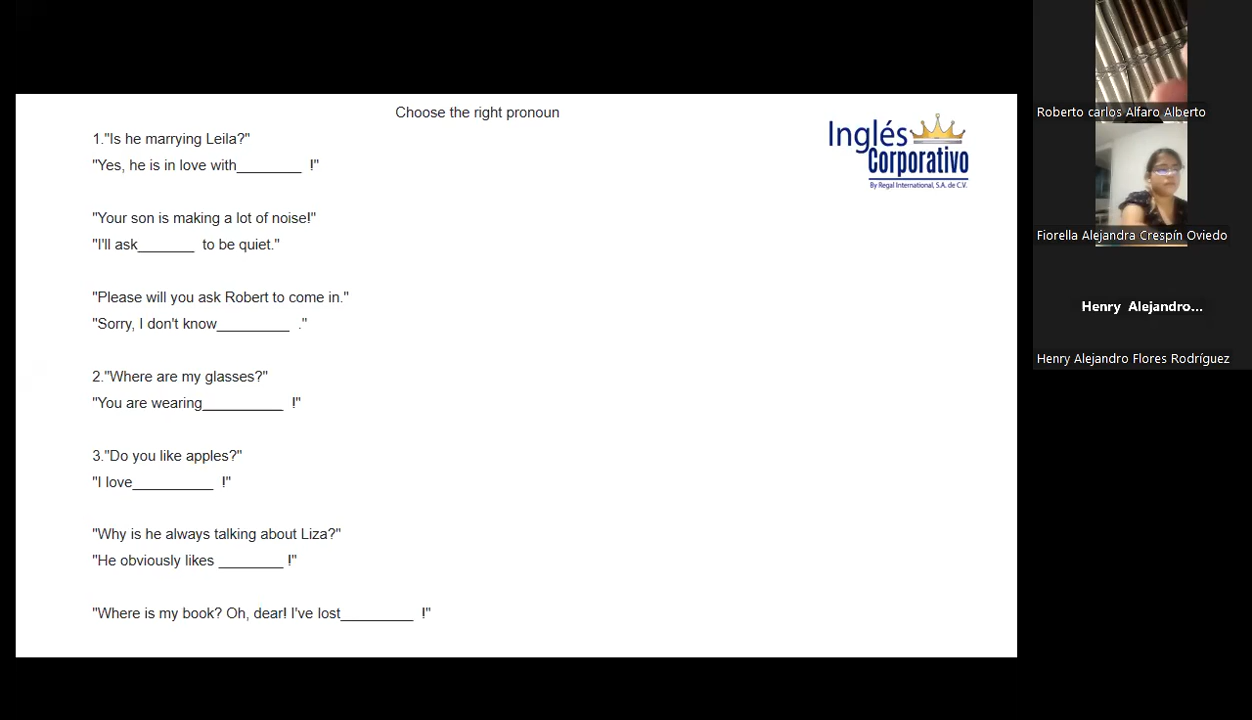 Choose the right pronoun
1."Is he marrying Leila?"
"Yes, he is in love with________ !"
"Your son is making a lot of noise!"
"I'll ask_______ to be quiet."
"Please will you ask Robert to come in."
"Sorry, I don't know_________ ."
2."Where are my glasses?"
"You are wearing__________ !"
3."Do you like apples?"
"I love__________ !"
"Why is he always talking about Liza?"
"He obviously likes ________ !"
"Where is my book? Oh, dear! I've lost_________ !"
Inglés
Corporativo
By Regal International, S.A. de C.V.
Roberto carlos Alfaro Alberto
Fiorella Alejandra Crespín Oviedo
Henry Alejandro...
Henry Alejandro Flores Rodríguez